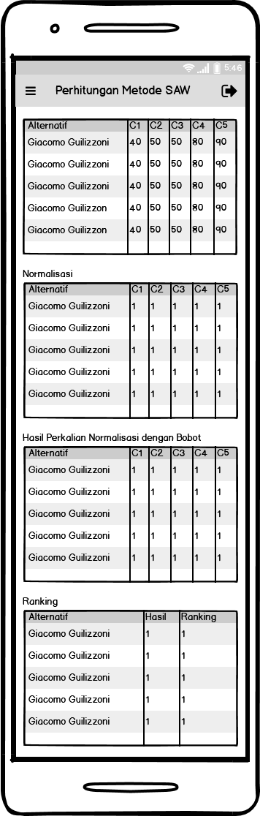 5:46
Perhitungan Metode SAW
Alternatif C1 C2 C3 C4 C5
Giacomo Guilizzoni 40 50 50 80 90
Giacomo Guilizzoni 40 50 50 80 90
Giacomo Guilizzoni 40 50 50 80 90
Giacomo Guilizzon 40 50 50 80 90
Giacomo Guilizzon 40 50 50 80 90
Normalisasi
Alternatif C1 C2 C3 C4 C5
Giacomo Guilizzoni 1 1 1 1 1
Giacomo Guilizzoni 1 1 1 1 1
Giacomo Guilizzoni 1 1 1 1 1
Giacomo Guilizzoni 1 1 1 1 1
Giacomo Guilizzoni 1 1 1 1 1
Hasil Perkalian Normalisasi dengan Bobot
Alternatif C1 C2 C3 C4 C5
Giacomo Guilizzoni 1 1 1 1 1
Giacomo Guilizzoni 1 1 1 1 1
Giacomo Guilizzoni 1 1 1 1 1
Giacomo Guilizzoni 1 1 1 1 1
Giacomo Guilizzoni 1 1 1 1 1
Ranking
Alternatif Hasil Ranking
Giacomo Guilizzoni 1 1
Giacomo Guilizzoni 1 1
Giacomo Guilizzoni 1 1
Giacomo Guilizzoni 1 1
Giacomo Guilizzoni 1 1